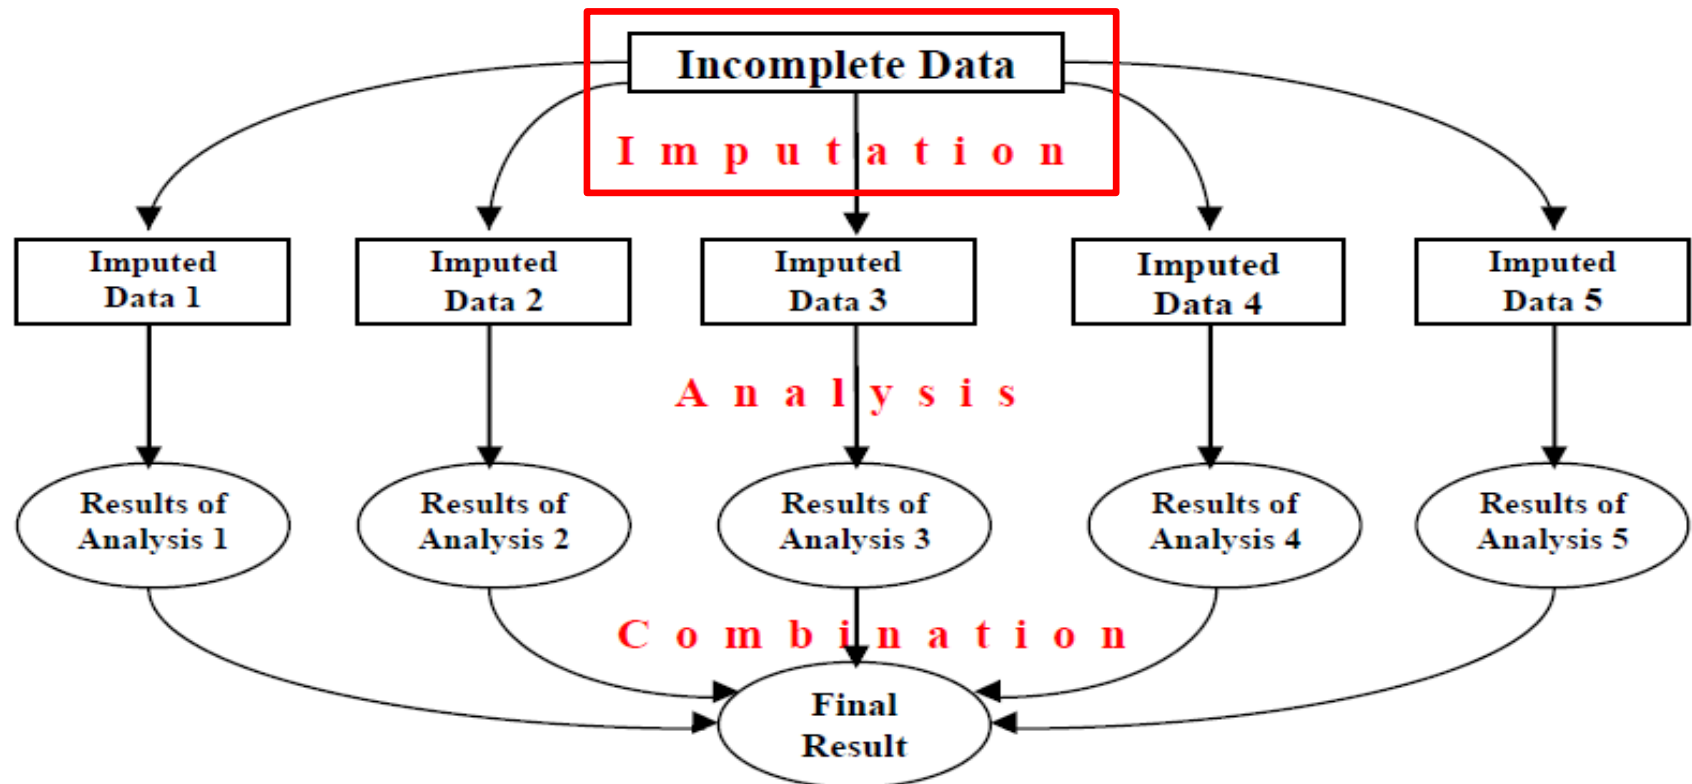 Incomplete Data
Imputation
Imputed
Data 1
Imputed
Data 2
Imputed
Data 3
Imputed
Data 4
Imputed
Data 5
Analysis
Results of
Analysis 1
Results of
Analysis 2
Results of
Analysis 3
Results of
Analysis 4
Results of
Analysis 5
Combination
Final
Result